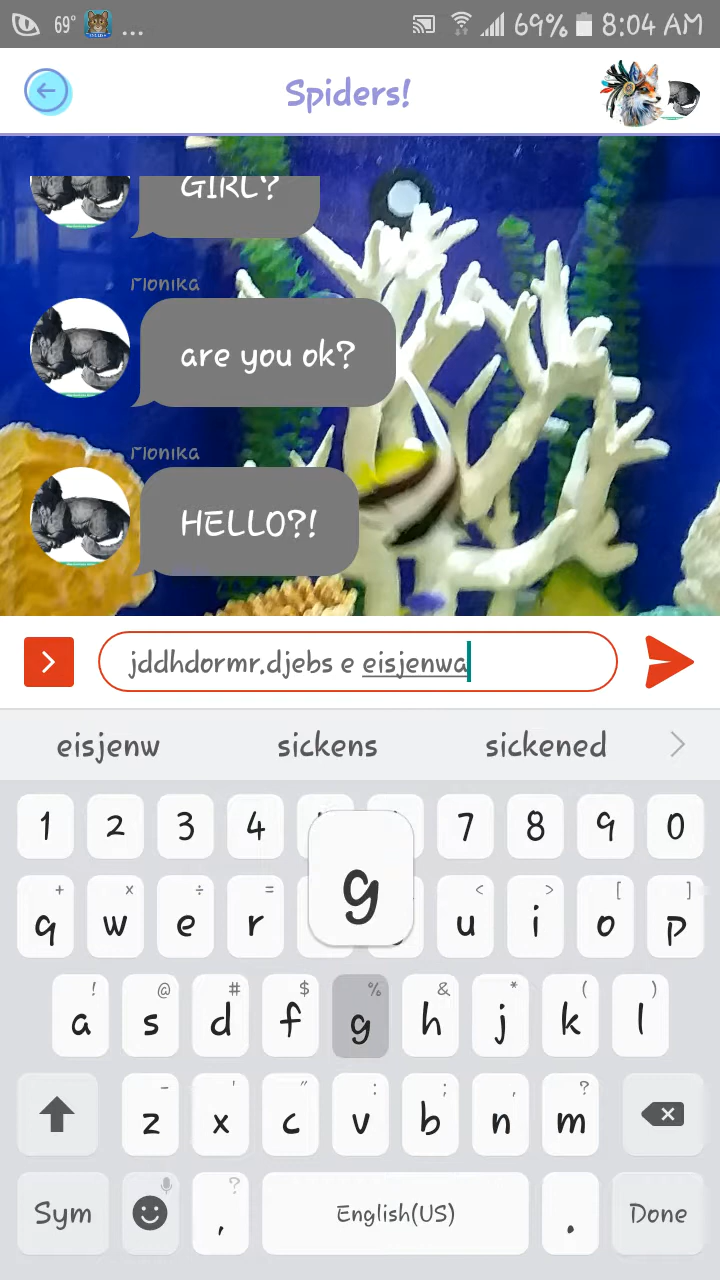 69° ... 69% 8:04 AM
Spiders!
GIRL?
Monika
are you ok?
Monika
HELLO?!
jddhdormr.djebs e eisjenwa
eisjenw sickens sickened
1 2 3 4 7 8 9 0
+ × ÷ = < > [ ]
q w e r u i o p
g
! @ # $ % & * ( )
a s d f g h j k l
- ' " : ; , ?
z x c v b n m
?
Sym , English(US) . Done